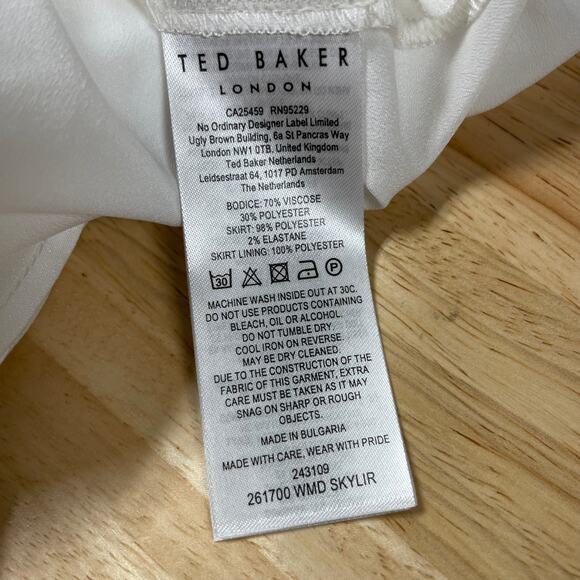 TED BAKER
LONDON
CA25459 RN95229
No Ordinary Designer Label Limited
Ugly Brown Building, 6a St Pancras Way
London NW1 0TB, United Kingdom
Ted Baker Netherlands
Leidsestraat 64, 1017 PD Amsterdam
The Netherlands
BODICE: 70% VISCOSE
30% POLYESTER
SKIRT: 98% POLYESTER
2% ELASTANE
SKIRT LINING: 100% POLYESTER
30 P
MACHINE WASH INSIDE OUT AT 30C.
DO NOT USE PRODUCTS CONTAINING
BLEACH, OIL OR ALCOHOL.
DO NOT TUMBLE DRY.
COOL IRON ON REVERSE.
MAY BE DRY CLEANED.
DUE TO THE CONSTRUCTION OF THE
FABRIC OF THIS GARMENT, EXTRA
CARE MUST BE TAKEN AS IT MAY
SNAG ON SHARP OR ROUGH
OBJECTS.
MADE IN BULGARIA
MADE WITH CARE, WEAR WITH PRIDE
243109
261700 WMD SKYLIR